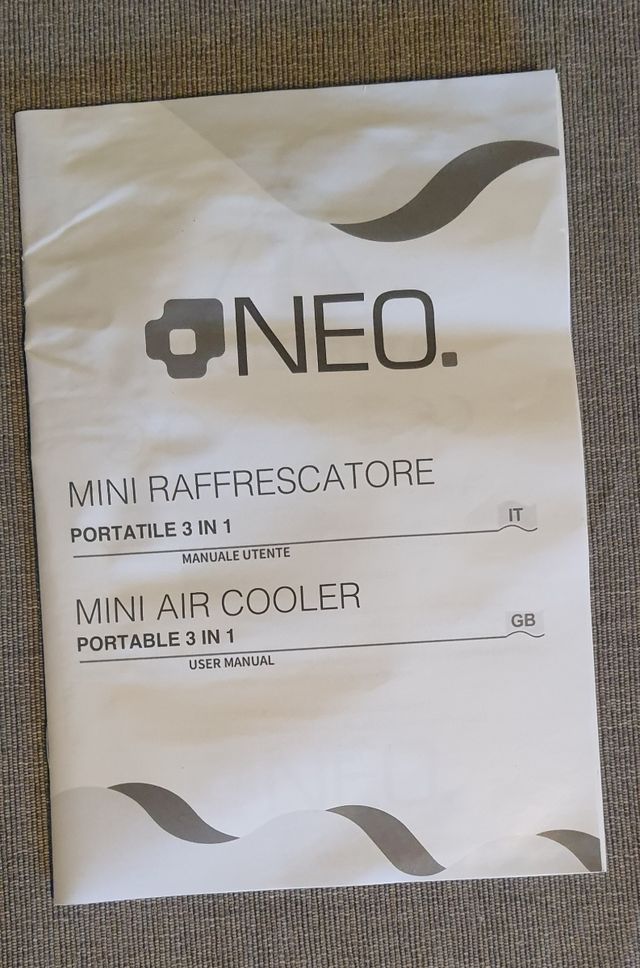 NEO.
MINI RAFFRESCATORE
PORTATILE 3 IN 1
IT
MANUALE UTENTE
MINI AIR COOLER
PORTABLE 3 IN 1
GB
USER MANUAL